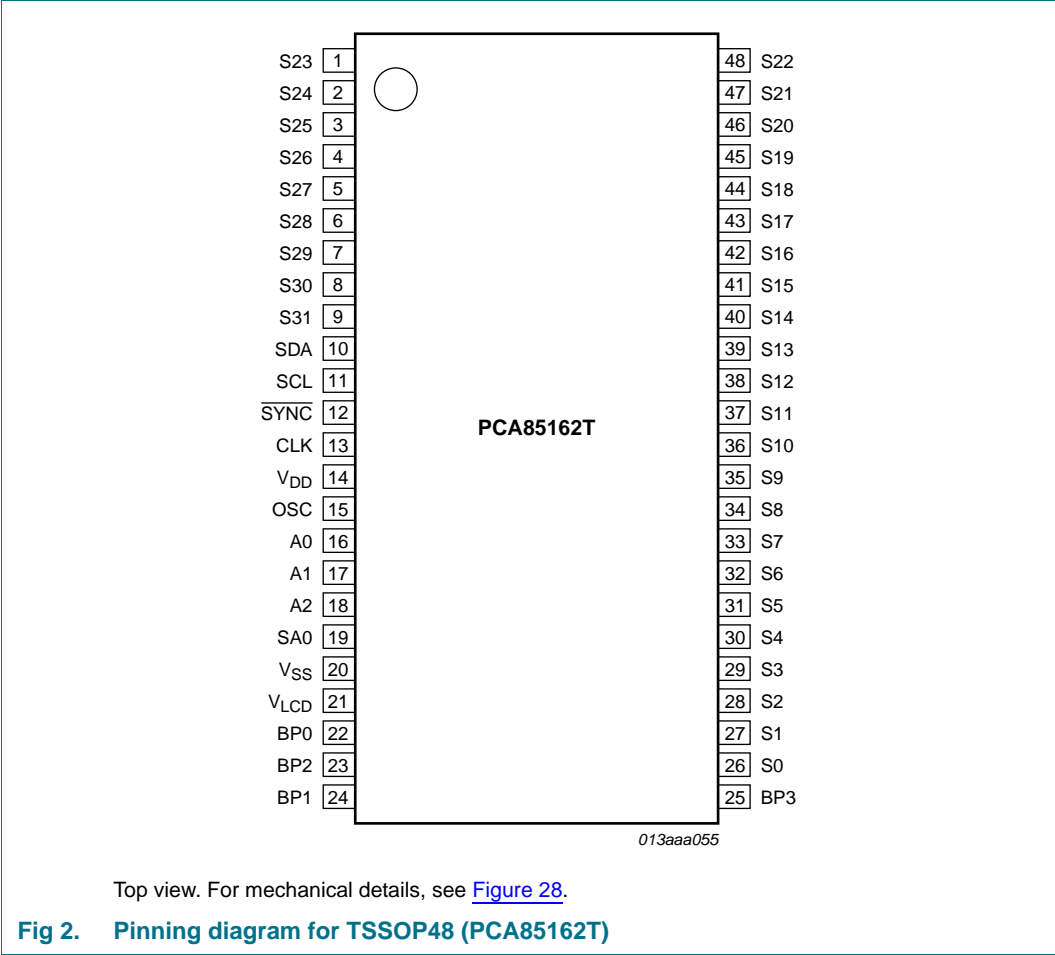 S23 1 48 S22
S24 2 47 S21
S25 3 46 S20
S26 4 45 S19
S27 5 44 S18
S28 6 43 S17
S29 7 42 S16
S30 8 41 S15
S31 9 40 S14
SDA 10 39 S13
SCL 11 38 S12
SYNC 12 37 S11
PCA85162T
CLK 13 36 S10
VDD 14 35 S9
OSC 15 34 S8
A0 16 33 S7
A1 17 32 S6
A2 18 31 S5
SA0 19 30 S4
VSS 20 29 S3
VLCD 21 28 S2
BP0 22 27 S1
BP2 23 26 S0
BP1 24 25 BP3
013aaa055
Top view. For mechanical details, see Figure 28.
Fig 2. Pinning diagram for TSSOP48 (PCA85162T)